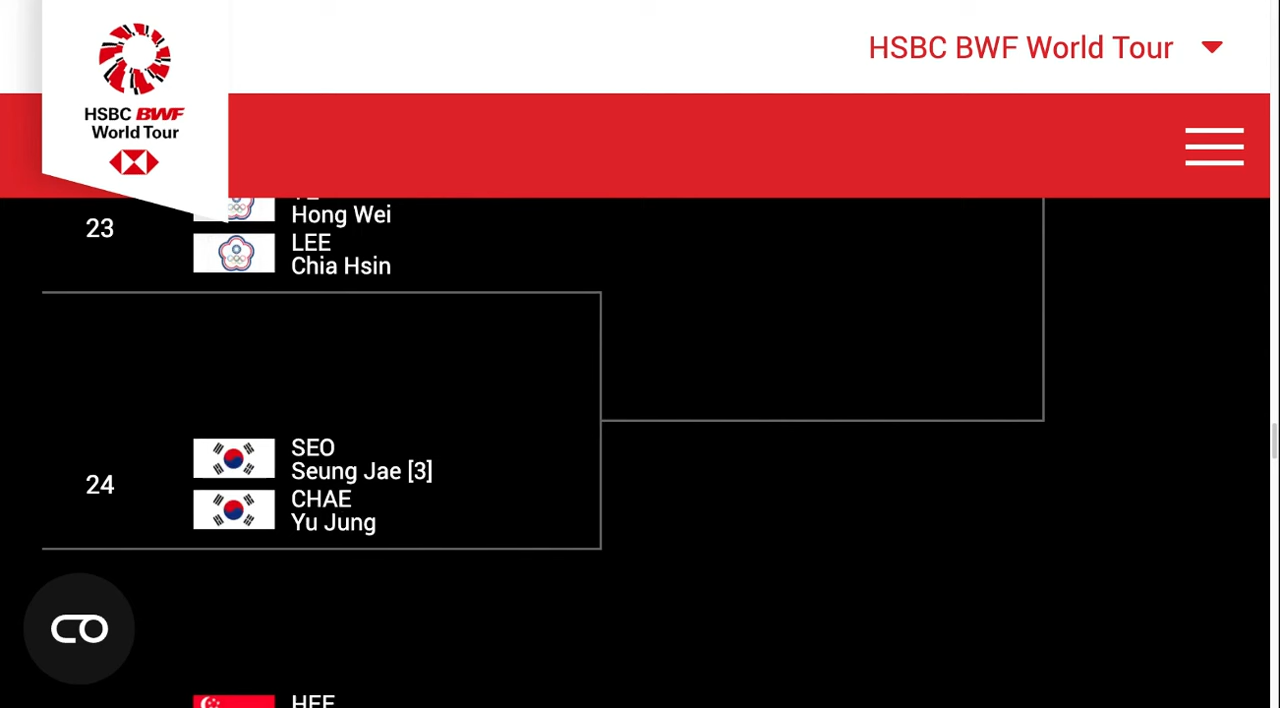 HSBC BWF World Tour
HSBC BWF
World Tour
23
Hong Wei
LEE
Chia Hsin
24
SEO
Seung Jae [3]
CHAE
Yu Jung
HEE